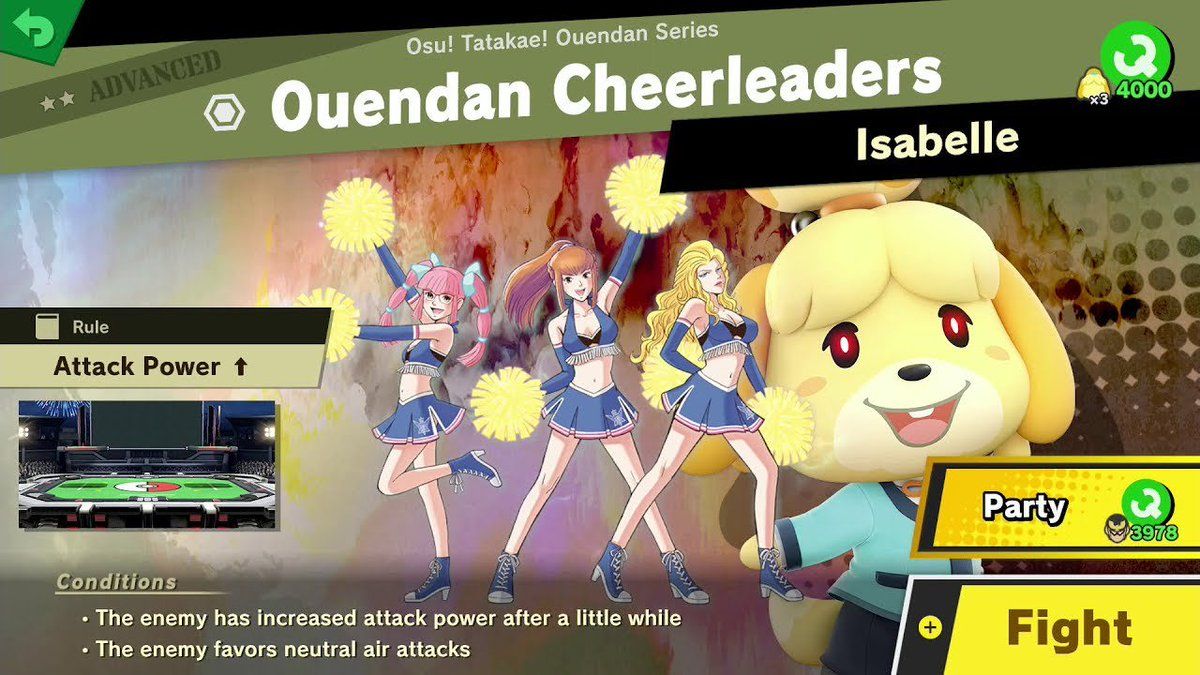 Osu! Tatakae! Ouendan Series
ADVANCED
Ouendan Cheerleaders
x3 4000
Isabelle
Rule
Attack Power ↑
Party
3978
Conditions
• The enemy has increased attack power after a little while
• The enemy favors neutral air attacks
+ Fight